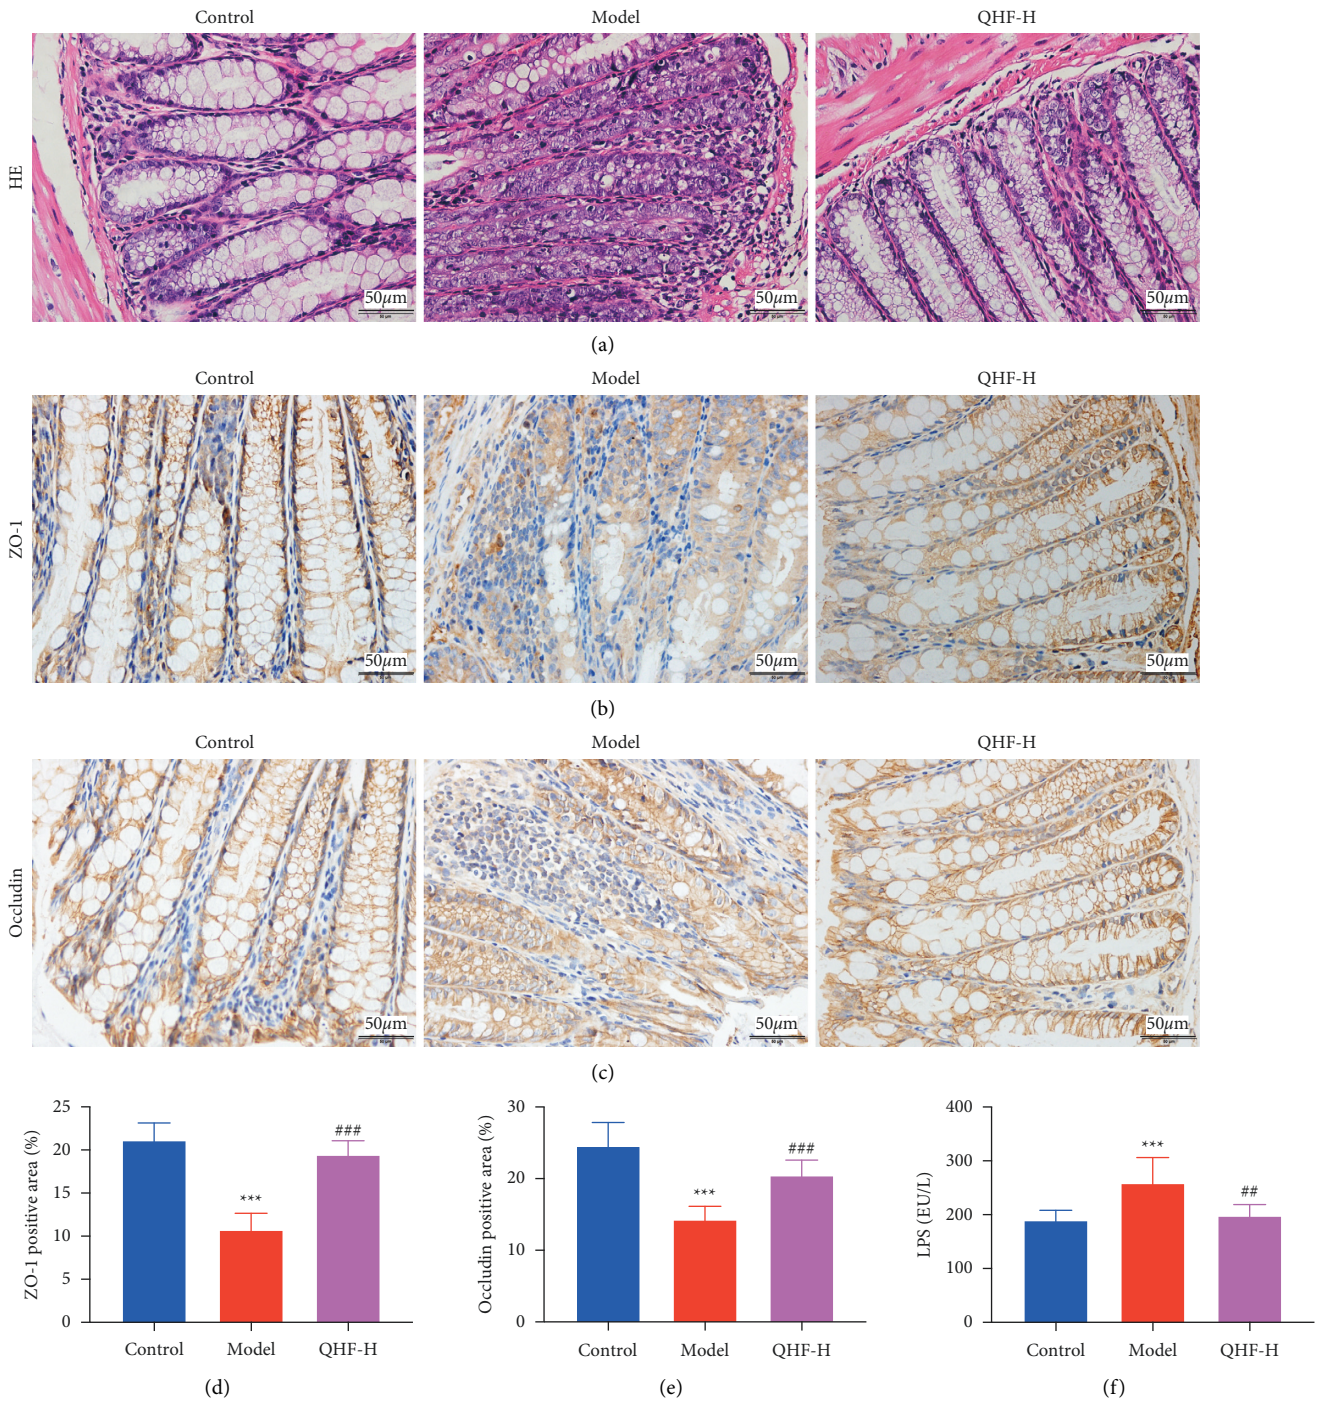 Control Model QHF-H
HE
50μm 50μm 50μm
(a)
Control Model QHF-H
ZO-1
50μm 50μm 50μm
(b)
Control Model QHF-H
Occludin
50μm 50μm 50μm
(c)
ZO-1 positive area (%)
25
20
15
10
5
0
***
###
Control Model QHF-H
(d)
Occludin positive area (%)
30
20
10
0
***
###
Control Model QHF-H
(e)
LPS (EU/L)
400
300
200
100
0
***
##
Control Model QHF-H
(f)